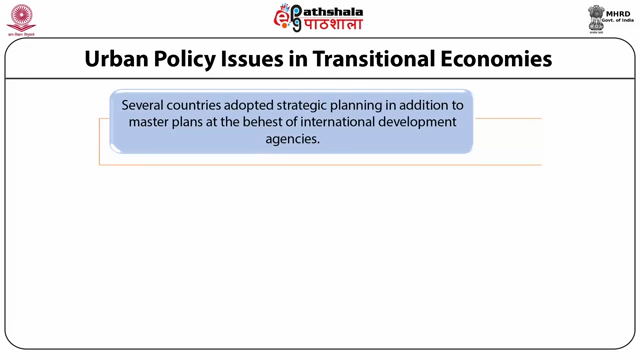 ePathshala
पाठशाला
MHRD
Govt. of India
Urban Policy Issues in Transitional Economies
Several countries adopted strategic planning in addition to
master plans at the behest of international development
agencies.